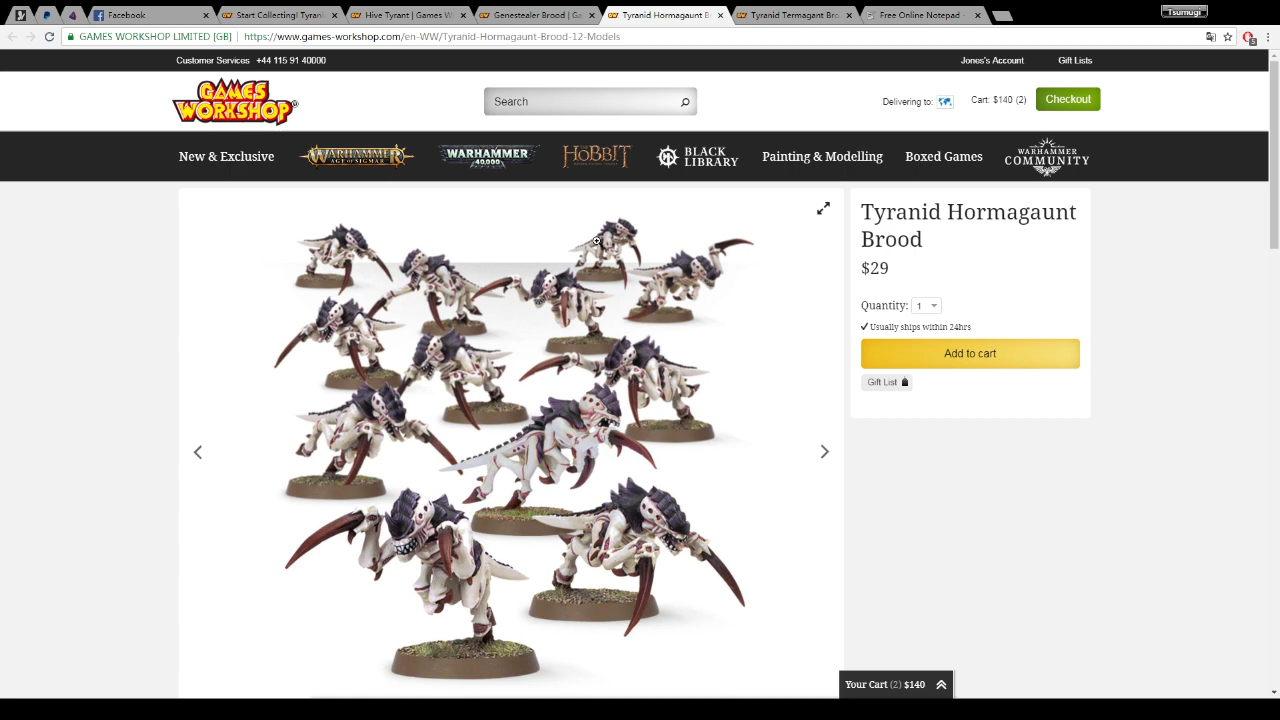 Facebook
Start Collecting! Tyrani
Hive Tyrant | Games W
Genestealer Brood | Ga
Tyranid Hormagaunt B
Tyranid Termagant Bro
Free Online Notepad -
Tsumugi
GAMES WORKSHOP LIMITED [GB] https://www.games-workshop.com/en-WW/Tyranid-Hormagaunt-Brood-12-Models
Customer Services +44 115 91 40000
Jones's Account
Gift Lists
GAMES WORKSHOP
Search
Delivering to:
Cart: $140 (2)
Checkout
New & Exclusive
WARHAMMER AGE OF SIGMAR
WARHAMMER 40,000
THE HOBBIT
BLACK LIBRARY
Painting & Modelling
Boxed Games
WARHAMMER COMMUNITY
Tyranid Hormagaunt
Brood
$29
Quantity: 1
Usually ships within 24hrs
Add to cart
Gift List
Your Cart (2) $140